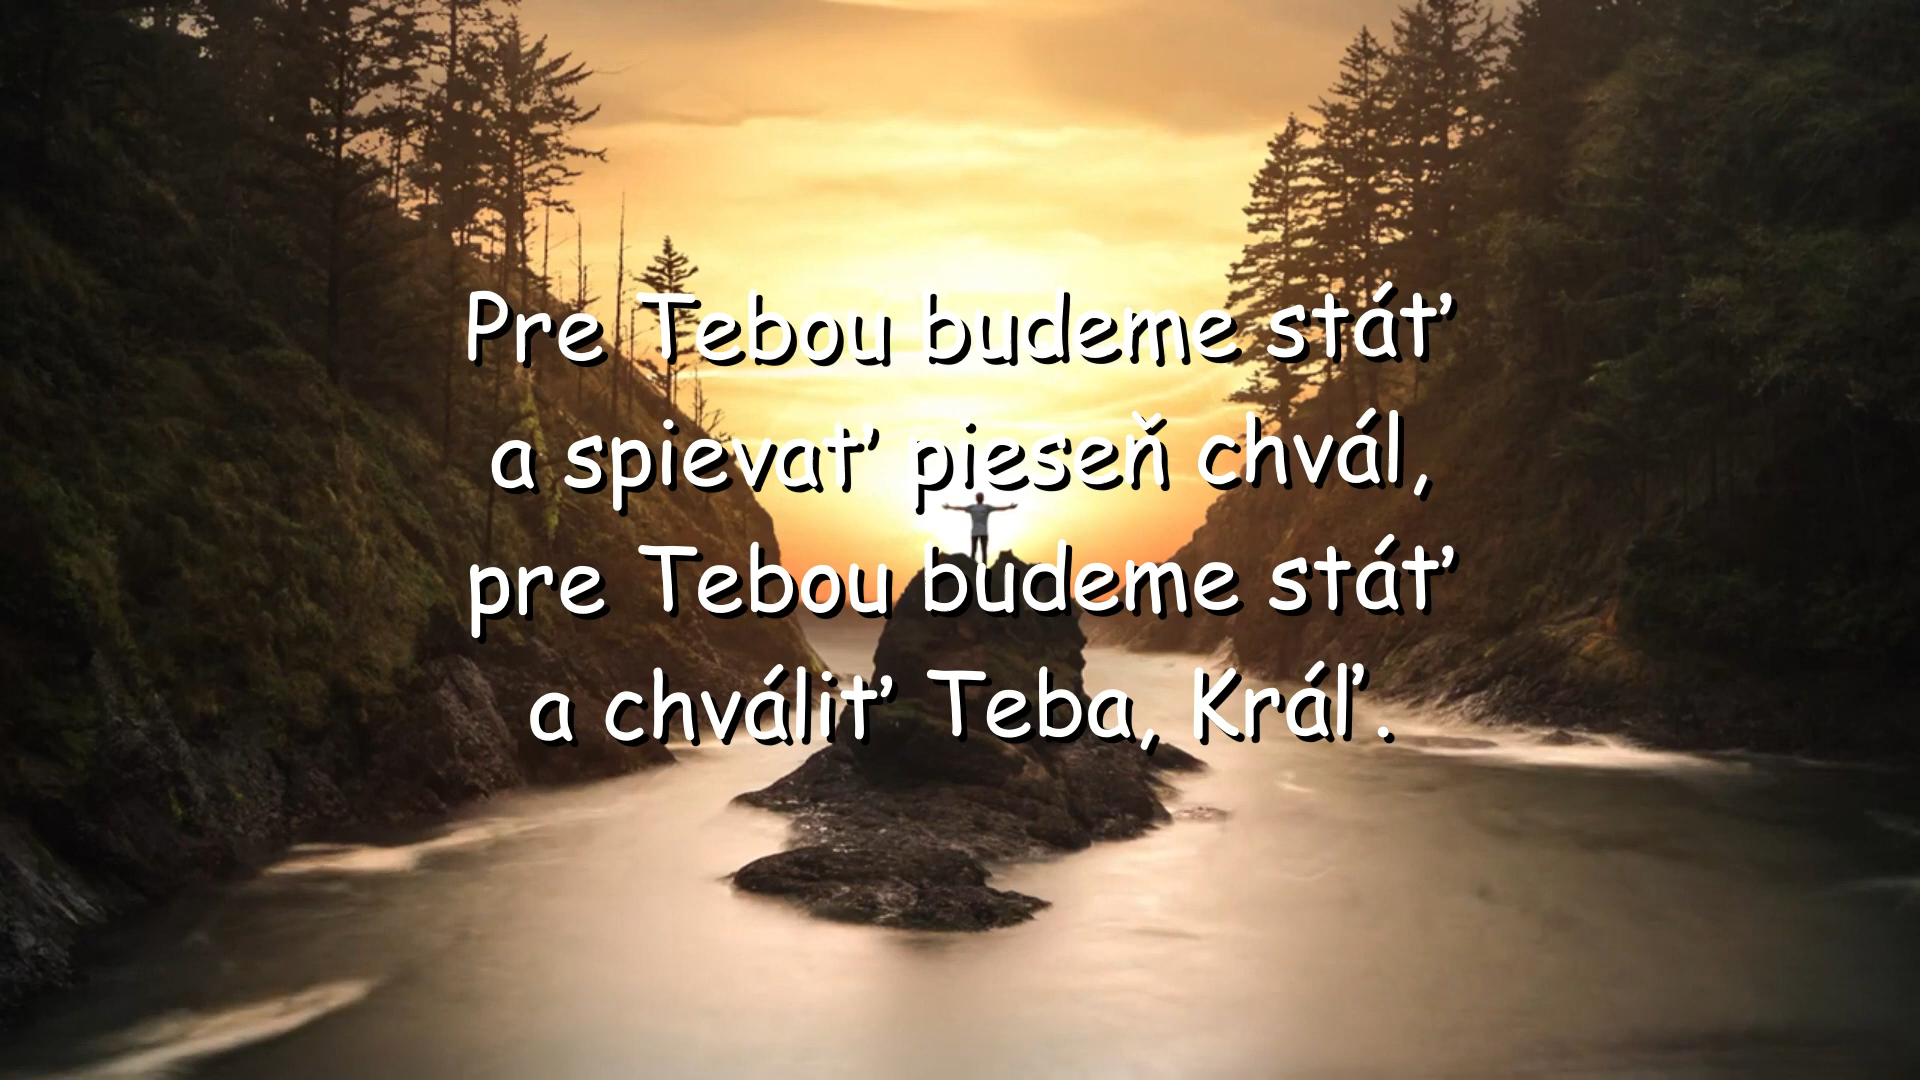 Pre Tebou budeme stáť
a spievať pieseň chvál,
pre Tebou budeme stáť
a chváliť Teba, Kráľ.